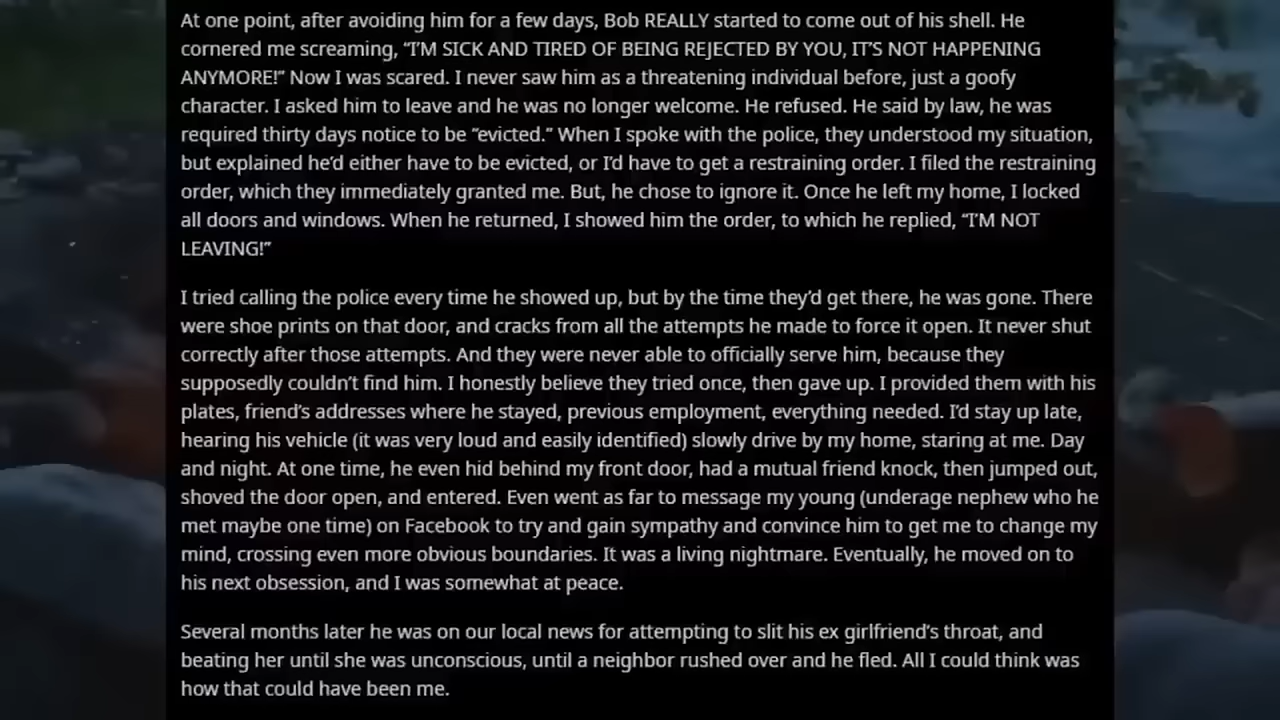 At one point, after avoiding him for a few days, Bob REALLY started to come out of his shell. He
cornered me screaming, “I’M SICK AND TIRED OF BEING REJECTED BY YOU, IT’S NOT HAPPENING
ANYMORE!” Now I was scared. I never saw him as a threatening individual before, just a goofy
character. I asked him to leave and he was no longer welcome. He refused. He said by law, he was
required thirty days notice to be “evicted.” When I spoke with the police, they understood my situation,
but explained he’d either have to be evicted, or I’d have to get a restraining order. I filed the restraining
order, which they immediately granted me. But, he chose to ignore it. Once he left my home, I locked
all doors and windows. When he returned, I showed him the order, to which he replied, “I’M NOT
LEAVING!”
I tried calling the police every time he showed up, but by the time they’d get there, he was gone. There
were shoe prints on that door, and cracks from all the attempts he made to force it open. It never shut
correctly after those attempts. And they were never able to officially serve him, because they
supposedly couldn’t find him. I honestly believe they tried once, then gave up. I provided them with his
plates, friend’s addresses where he stayed, previous employment, everything needed. I’d stay up late,
hearing his vehicle (it was very loud and easily identified) slowly drive by my home, staring at me. Day
and night. At one time, he even hid behind my front door, had a mutual friend knock, then jumped out,
shoved the door open, and entered. Even went as far to message my young (underage nephew who he
met maybe one time) on Facebook to try and gain sympathy and convince him to get me to change my
mind, crossing even more obvious boundaries. It was a living nightmare. Eventually, he moved on to
his next obsession, and I was somewhat at peace.
Several months later he was on our local news for attempting to slit his ex girlfriend’s throat, and
beating her until she was unconscious, until a neighbor rushed over and he fled. All I could think was
how that could have been me.